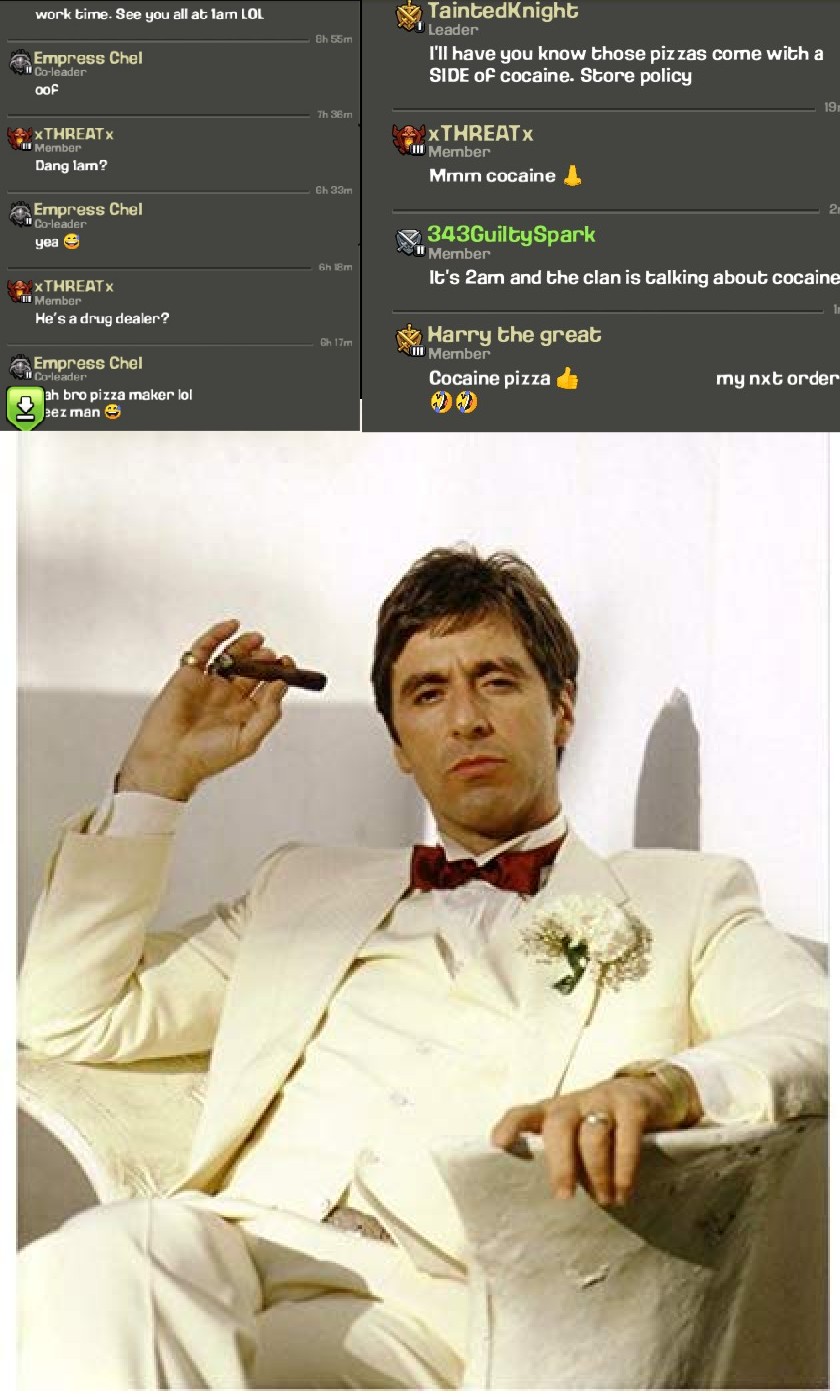 work time. See you all at 1am LOL
6h 55m
Empress Chel
Co-leader
oof
7h 38m
xTHREATx
Member
Dang 1am?
6h 33m
Empress Chel
Co-leader
yea
6h 18m
xTHREATx
Member
He's a drug dealer?
6h 17m
Empress Chel
Co-leader
ah bro pizza maker lol
eez man
TaintedKnight
Leader
I'll have you know those pizzas come with a
SIDE of cocaine. Store policy
19
xTHREATx
Member
Mmm cocaine 👃
2
343GuiltySpark
Member
It's 2am and the clan is talking about cocaine
1
Harry the great
Member
Cocaine pizza 👍 my nxt order
🤣🤣